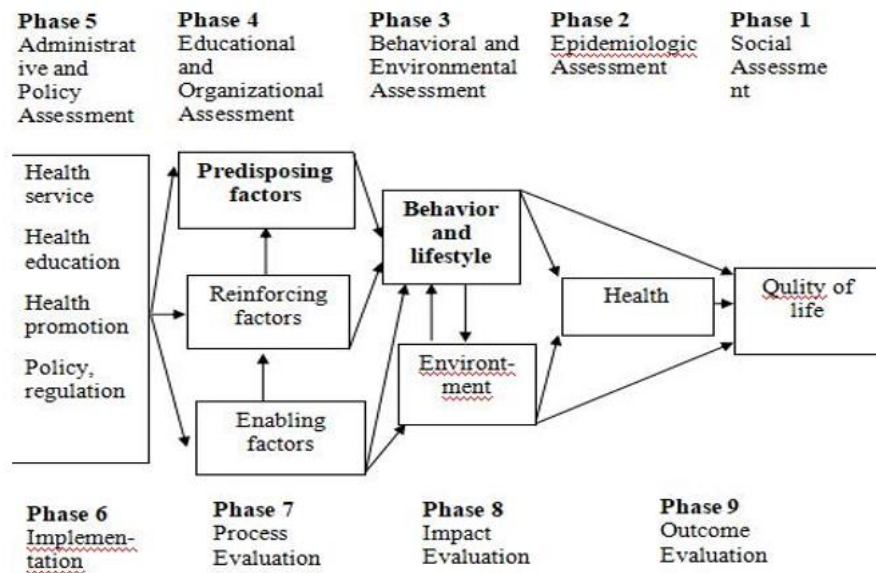 Phase 5
Administrat
ive and
Policy
Assessment
Phase 4
Educational
and
Organizational
Assessment
Phase 3
Behavioral and
Environmental
Assessment
Phase 2
Epidemiologic
Assessment
Phase 1
Social
Assessme
nt
Health
service
Health
education
Health
promotion
Policy,
regulation
Predisposing
factors
Reinforcing
factors
Enabling
factors
Behavior
and
lifestyle
Environt-
ment
Health
Qulity of
life
Phase 6
Implemen-
tation
Phase 7
Process
Evaluation
Phase 8
Impact
Evaluation
Phase 9
Outcome
Evaluation